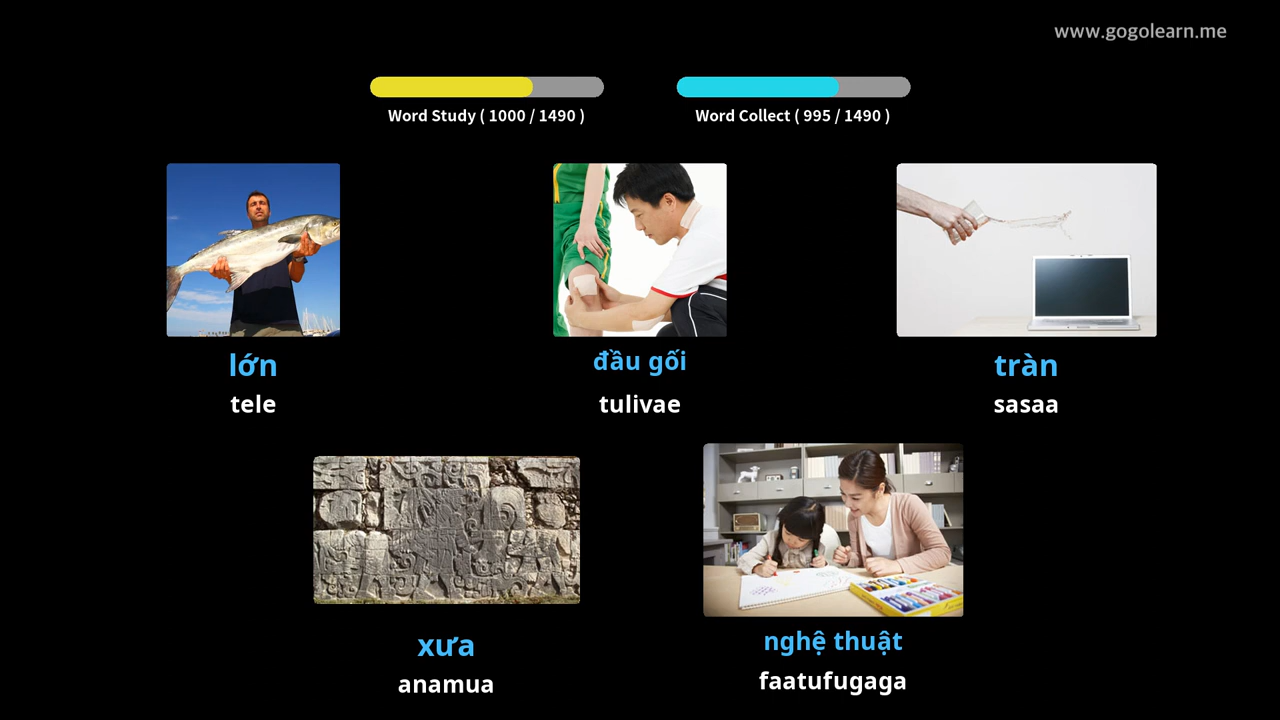 www.gogolearn.me
Word Study ( 1000 / 1490 )
Word Collect ( 995 / 1490 )
lớn
tele
đầu gối
tulivae
tràn
sasaa
xưa
anamua
nghệ thuật
faatufugaga